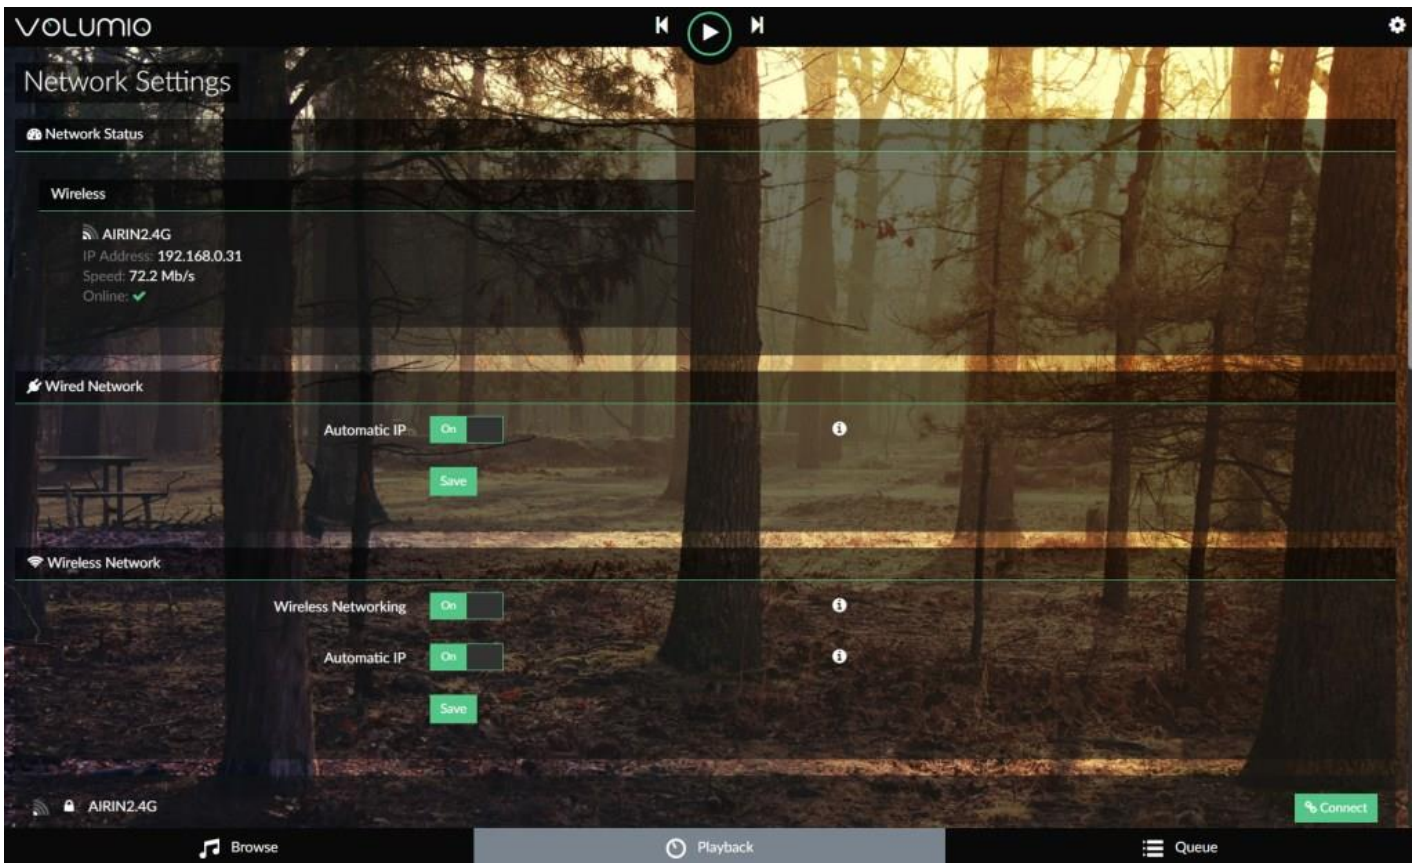 VOLUMIO
Network Settings
Network Status
Wireless
AIRIN2.4G
IP Address: 192.168.0.31
Speed: 72.2 Mb/s
Online:
Wired Network
Automatic IP On
Save
Wireless Network
Wireless Networking On
Automatic IP On
Save
AIRIN2.4G Connect
Browse Playback Queue